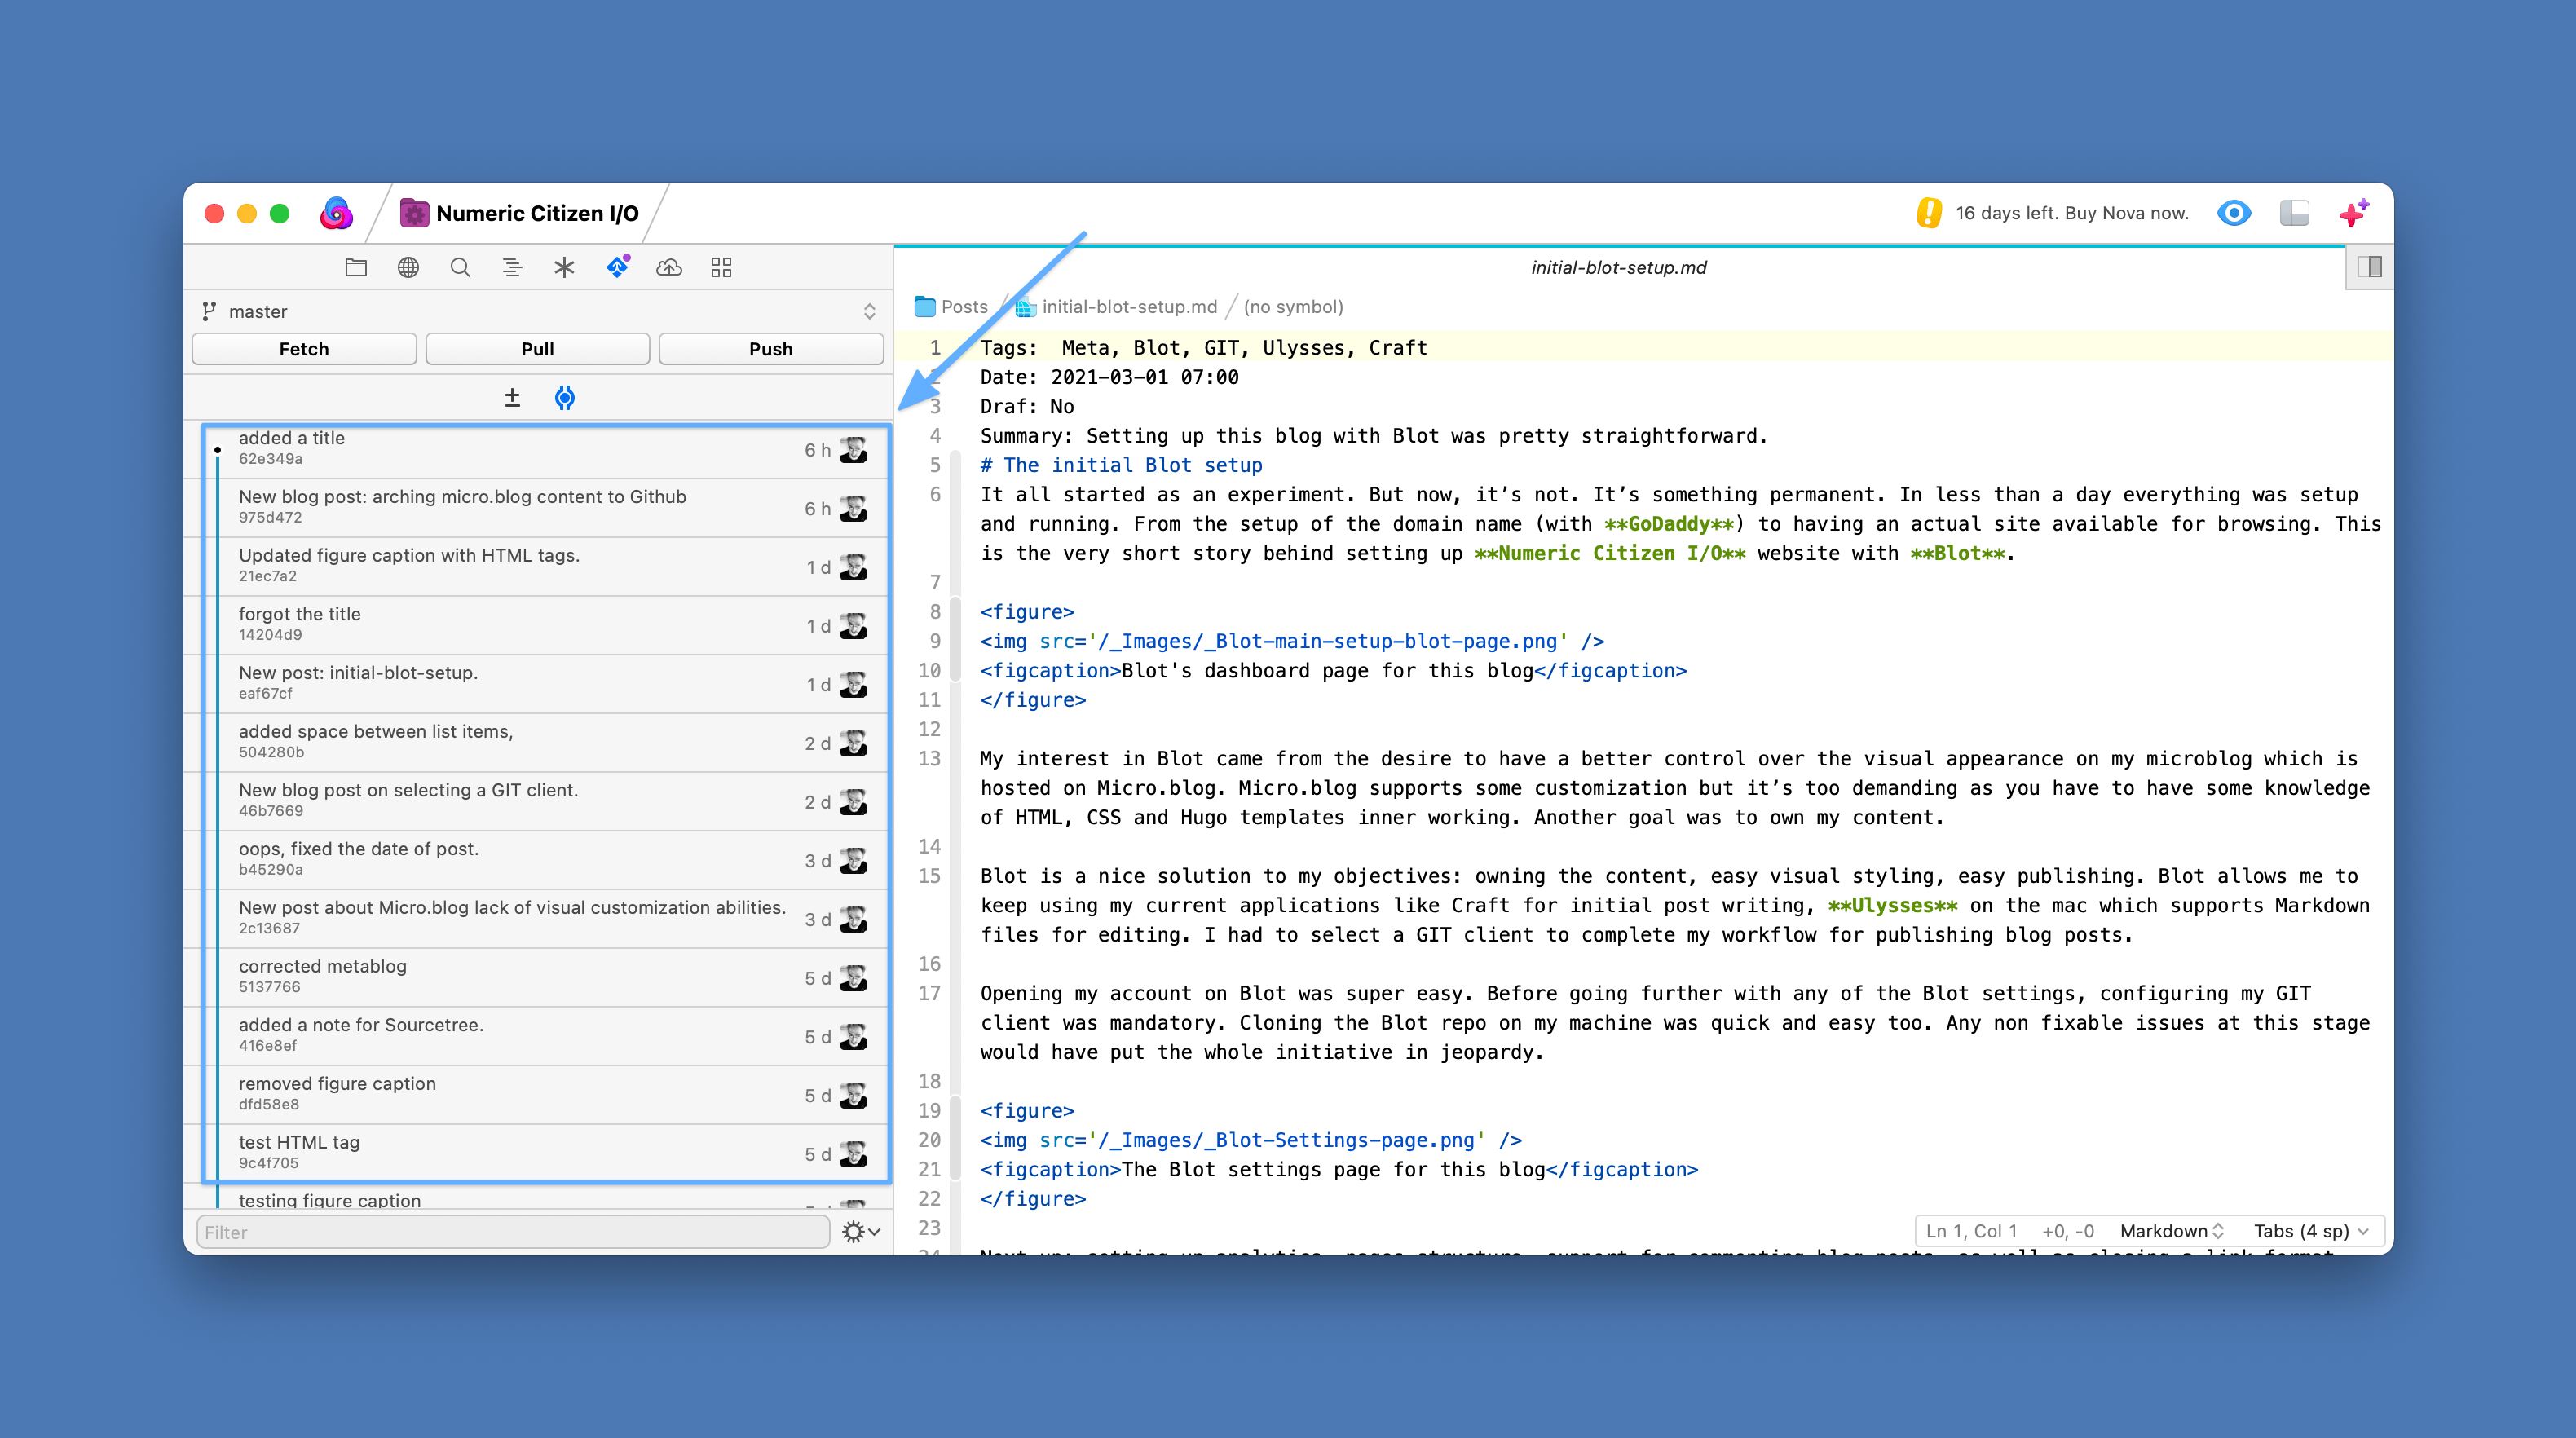 Numeric Citizen I/O
16 days left. Buy Nova now.
master
Fetch
Pull
Push
added a title
62e349a
6 h
New blog post: arching micro.blog content to Github
975d472
6 h
Updated figure caption with HTML tags.
21ec7a2
1 d
forgot the title
14204d9
1 d
New post: initial-blot-setup.
eaf67cf
1 d
added space between list items,
504280b
2 d
New blog post on selecting a GIT client.
46b7669
2 d
oops, fixed the date of post.
b45290a
3 d
New post about Micro.blog lack of visual customization abilities.
2c13687
3 d
corrected metablog
5137766
5 d
added a note for Sourcetree.
416e8ef
5 d
removed figure caption
dfd58e8
5 d
test HTML tag
9c4f705
5 d
testing figure caption
Filter
initial-blot-setup.md
Posts
initial-blot-setup.md
(no symbol)
1 Tags:  Meta, Blot, GIT, Ulysses, Craft
2 Date: 2021-03-01 07:00
3 Draf: No
4 Summary: Setting up this blog with Blot was pretty straightforward.
5 # The initial Blot setup
6 It all started as an experiment. But now, it’s not. It’s something permanent. In less than a day everything was setup
and running. From the setup of the domain name (with **GoDaddy**) to having an actual site available for browsing. This
is the very short story behind setting up **Numeric Citizen I/O** website with **Blot**.
7
8 <figure>
9 <img src='/_Images/_Blot-main-setup-blot-page.png' />
10 <figcaption>Blot's dashboard page for this blog</figcaption>
11 </figure>
12
13 My interest in Blot came from the desire to have a better control over the visual appearance on my microblog which is
hosted on Micro.blog. Micro.blog supports some customization but it’s too demanding as you have to have some knowledge
of HTML, CSS and Hugo templates inner working. Another goal was to own my content.
14
15 Blot is a nice solution to my objectives: owning the content, easy visual styling, easy publishing. Blot allows me to
keep using my current applications like Craft for initial post writing, **Ulysses** on the mac which supports Markdown
files for editing. I had to select a GIT client to complete my workflow for publishing blog posts.
16
17 Opening my account on Blot was super easy. Before going further with any of the Blot settings, configuring my GIT
client was mandatory. Cloning the Blot repo on my machine was quick and easy too. Any non fixable issues at this stage
would have put the whole initiative in jeopardy.
18
19 <figure>
20 <img src='/_Images/_Blot-Settings-page.png' />
21 <figcaption>The Blot settings page for this blog</figcaption>
22 </figure>
23
Ln 1, Col 1
+0, -0
Markdown
Tabs (4 sp)